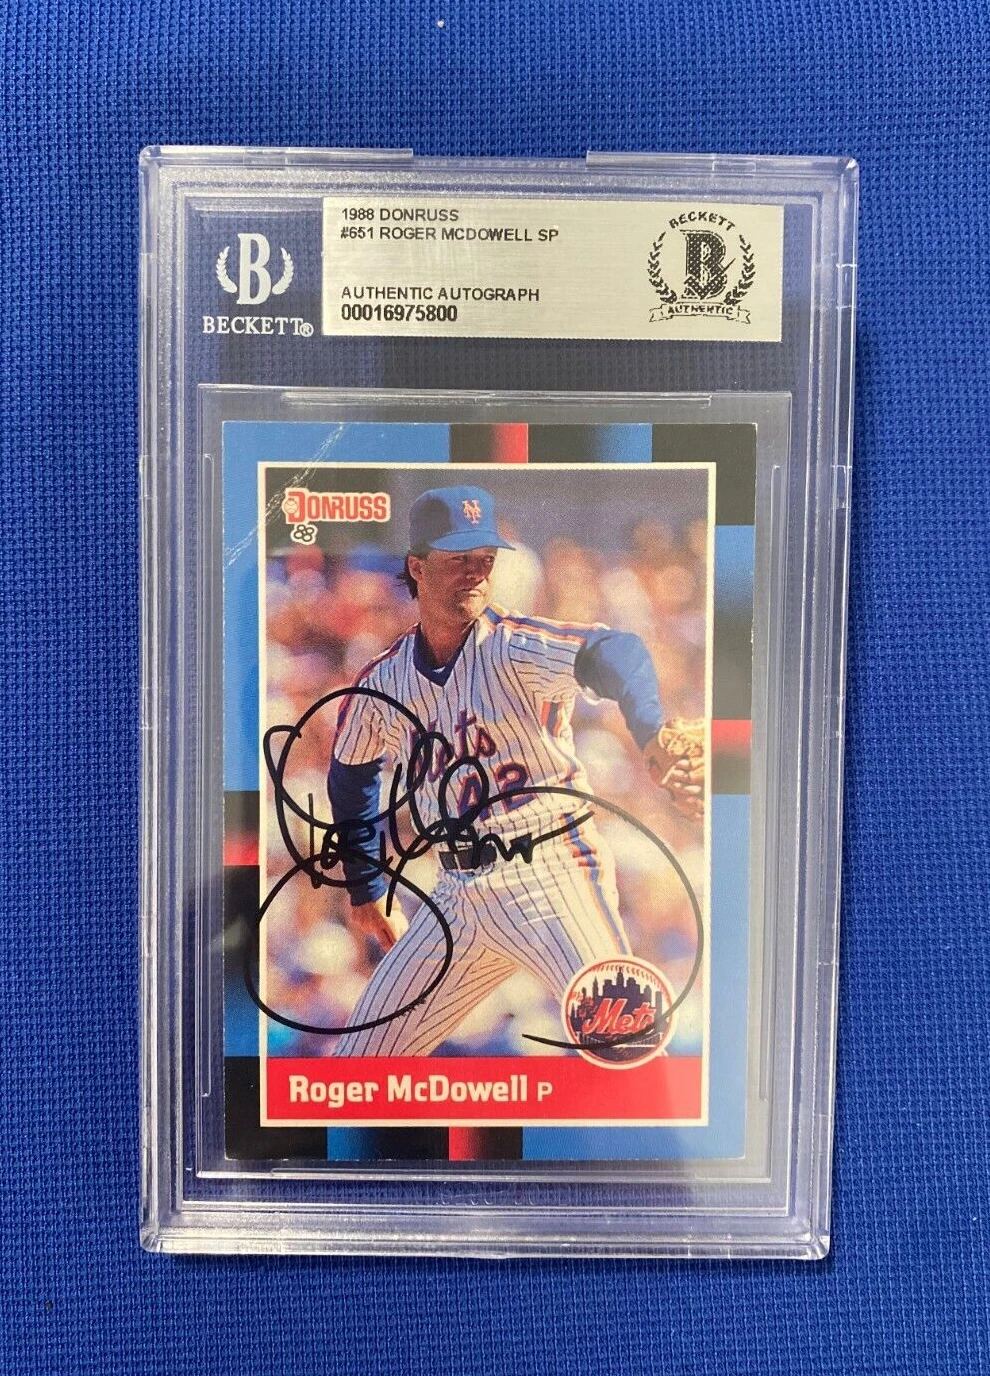 1988 DONRUSS
#651 ROGER MCDOWELL SP
AUTHENTIC AUTOGRAPH
00016975800
B
BECKETT®
BECKETT
B
AUTHENTIC
DONRUSS
88
NY
Mets
42
Mets
Roger McDowell P